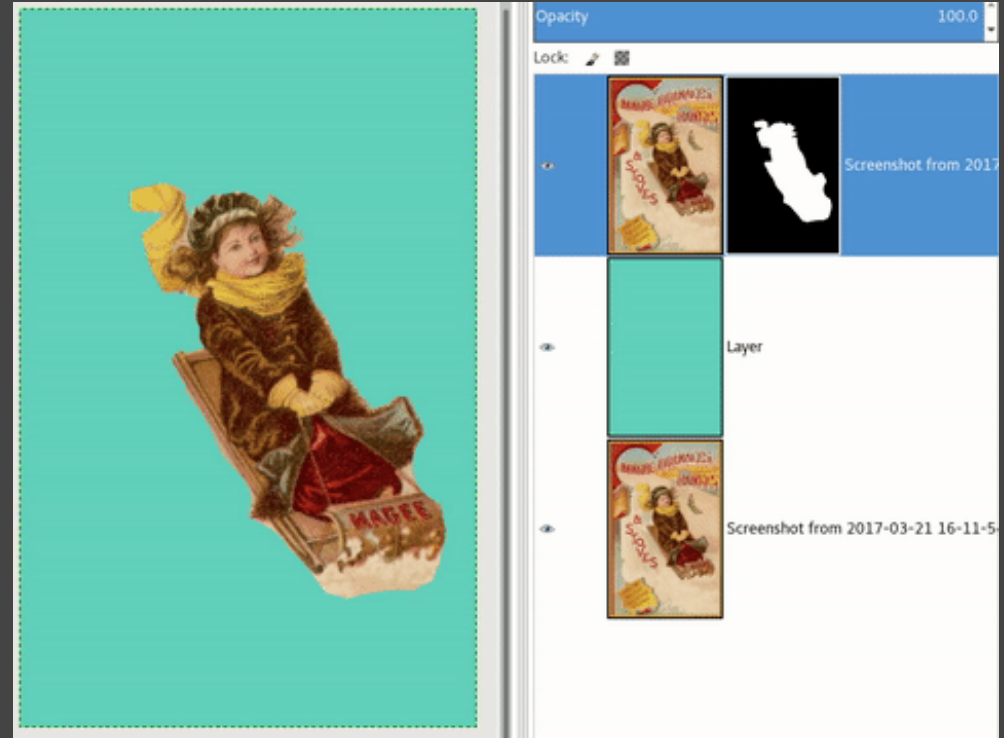 Opacity 100.0
Lock:
Screenshot from 2017
Layer
Screenshot from 2017-03-21 16-11-5
MAGEE